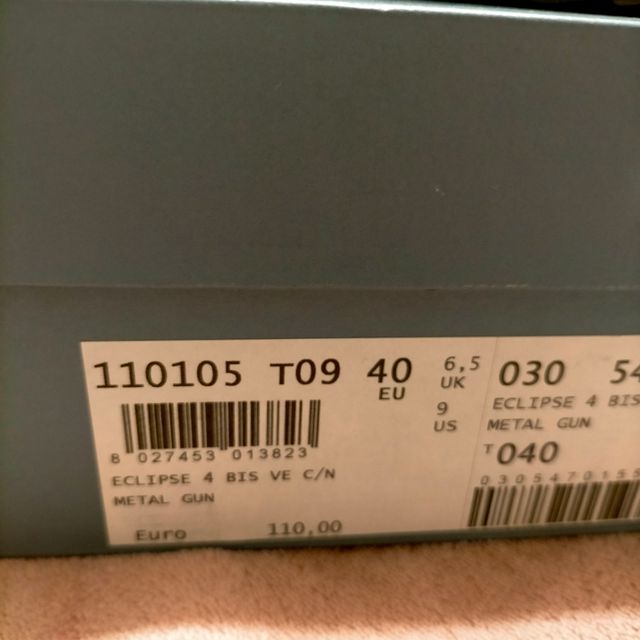 110105 T09 40 EU
6,5 UK
9 US
8 027453 013823
ECLIPSE 4 BIS VE C/N
METAL GUN
Euro 110,00
030 54
ECLIPSE 4 BIS
METAL GUN
T040
03054701